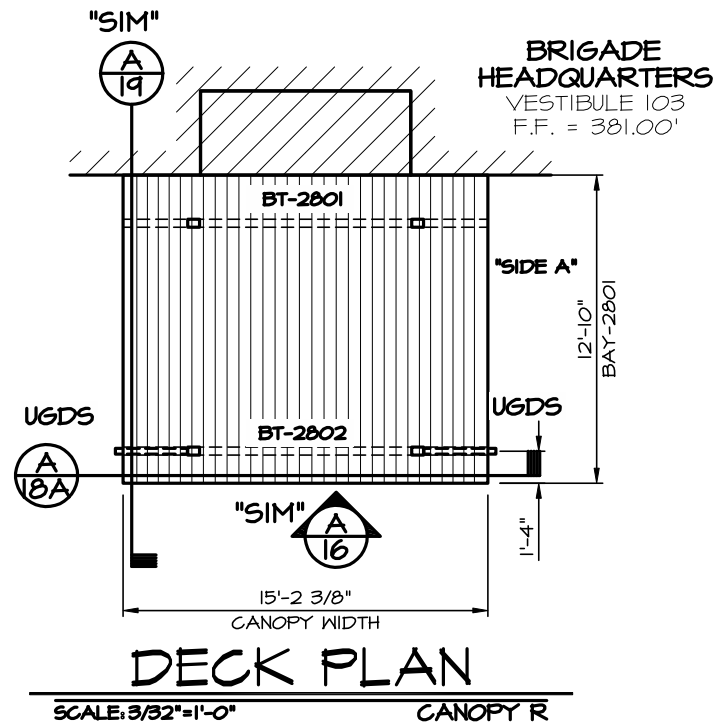 "SIM"
A
19
BRIGADE
HEADQUARTERS
VESTIBULE 103
F.F. = 381.00'
BT-2801
"SIDE A"
12'-10"
BAY-2801
UGDS
UGDS
BT-2802
A
18A
"SIM"
A
16
1'-4"
15'-2 3/8"
CANOPY WIDTH
DECK PLAN
SCALE: 3/32"=1'-0"
CANOPY R